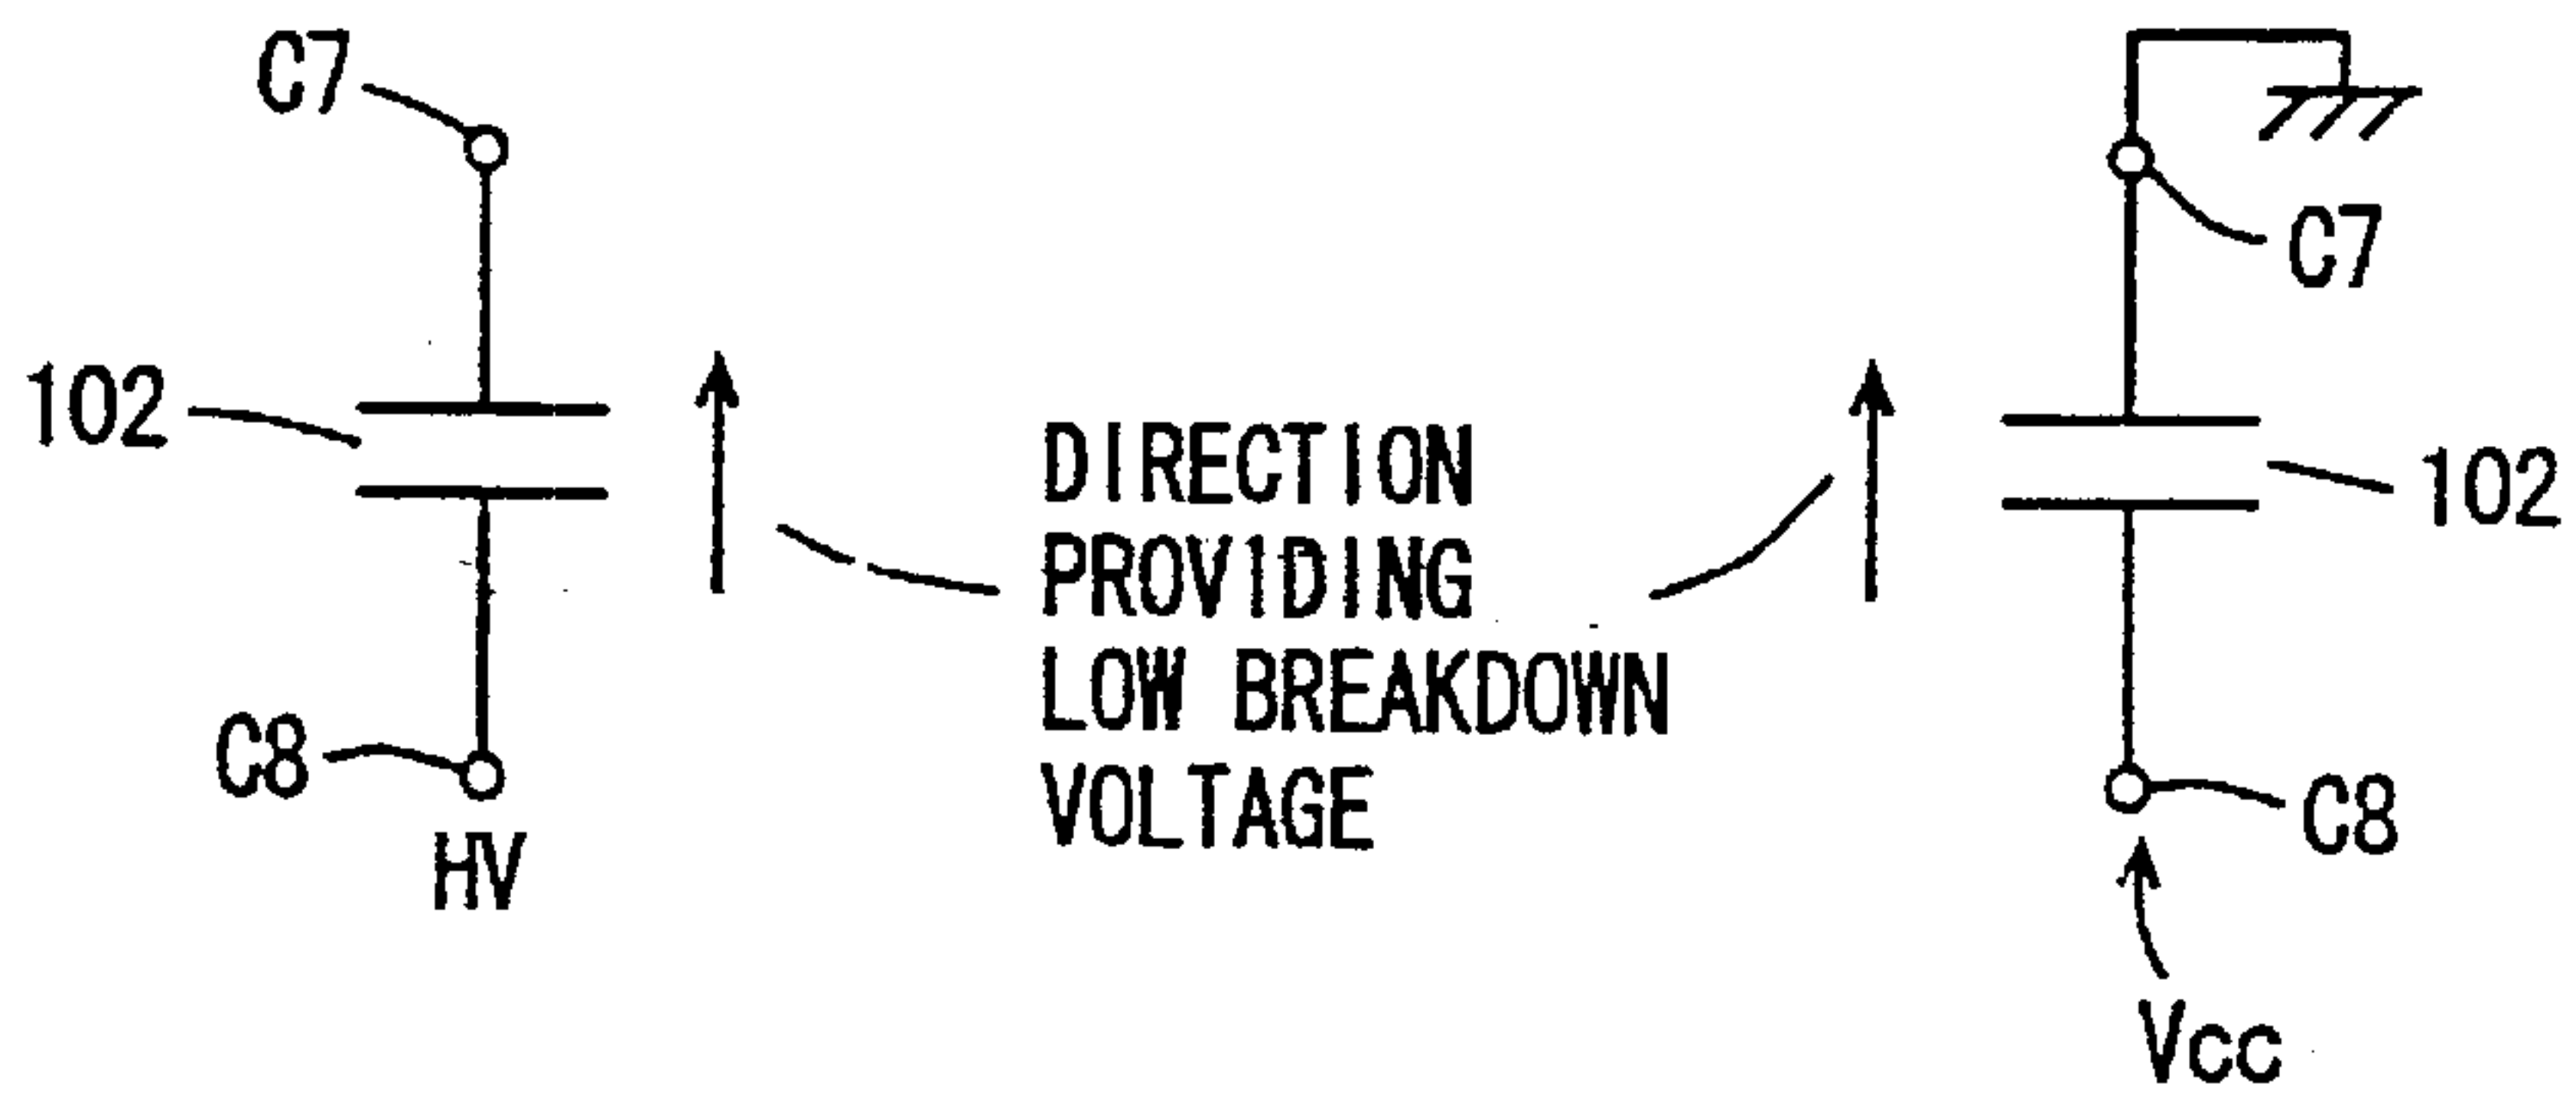 C7
102
C8
HV
DIRECTION
PROVIDING
LOW BREAKDOWN
VOLTAGE
C7
102
C8
Vcc